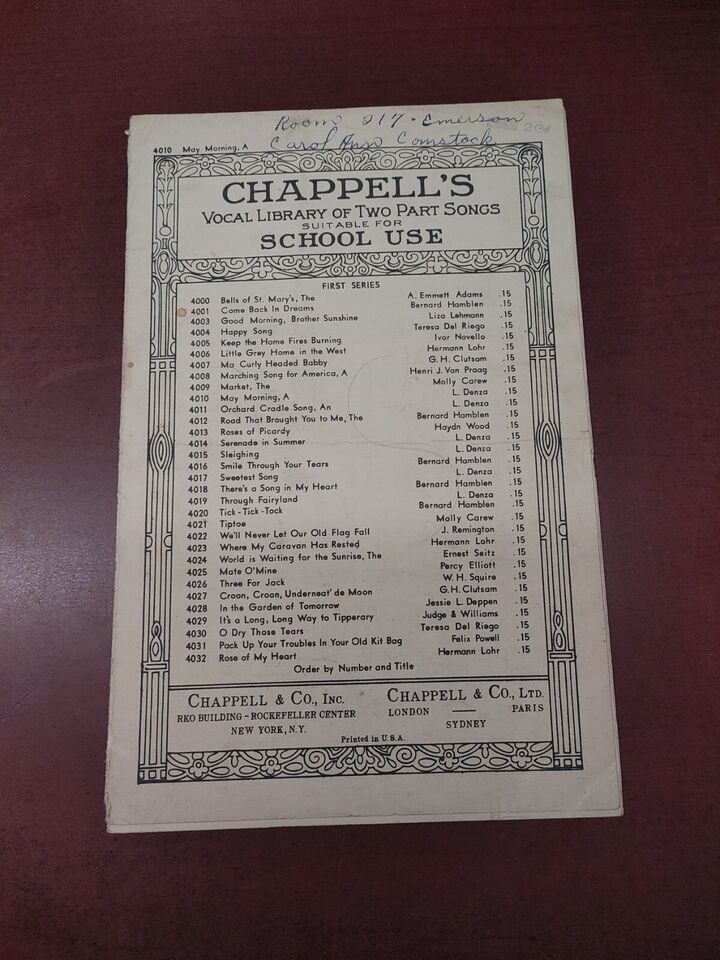 Room 217 - Emerson
4010 May Morning, A Carol Ann Comstock
CHAPPELL'S
VOCAL LIBRARY OF TWO PART SONGS
SUITABLE FOR
SCHOOL USE
FIRST SERIES
4000 Bells of St. Mary's, The A. Emmett Adams .15
4001 Come Back In Dreams Bernard Hamblen .15
4003 Good Morning, Brother Sunshine Liza Lehmann .15
4004 Happy Song Teresa Del Riego .15
4005 Keep the Home Fires Burning Ivor Novello .15
4006 Little Grey Home in the West Hermann Lohr .15
4007 Ma Curly Headed Babby G. H. Clutsam .15
4008 Marching Song for America, A Henri J. Van Praag .15
4009 Market, The Molly Carew .15
4010 May Morning, A L. Denza .15
4011 Orchard Cradle Song, An L. Denza .15
4012 Road That Brought You to Me, The Bernard Hamblen .15
4013 Roses of Picardy Haydn Wood .15
4014 Serenade in Summer L. Denza .15
4015 Sleighing L. Denza .15
4016 Smile Through Your Tears Bernard Hamblen .15
4017 Sweetest Song L. Denza .15
4018 There's a Song in My Heart Bernard Hamblen .15
4019 Through Fairyland L. Denza .15
4020 Tick-Tick-Tock Bernard Hamblen .15
4021 Tiptoe Molly Carew .15
4022 We'll Never Let Our Old Flag Fall J. Remington .15
4023 Where My Caravan Has Rested Hermann Lohr .15
4024 World is Waiting for the Sunrise, The Ernest Seitz .15
4025 Mate O'Mine Percy Elliott .15
4026 Three For Jack W. H. Squire .15
4027 Croon, Croon, Underneat' de Moon G. H. Clutsam .15
4028 In the Garden of Tomorrow Jessie L. Deppen .15
4029 It's a Long, Long Way to Tipperary Judge & Williams .15
4030 O Dry Those Tears Teresa Del Riego .15
4031 Pack Up Your Troubles In Your Old Kit Bag Felix Powell .15
4032 Rose of My Heart Hermann Lohr .15
Order by Number and Title
CHAPPELL & CO., INC.
RKO BUILDING - ROCKEFELLER CENTER
NEW YORK, N.Y.
CHAPPELL & CO., LTD.
LONDON — PARIS
SYDNEY
Printed in U.S.A.